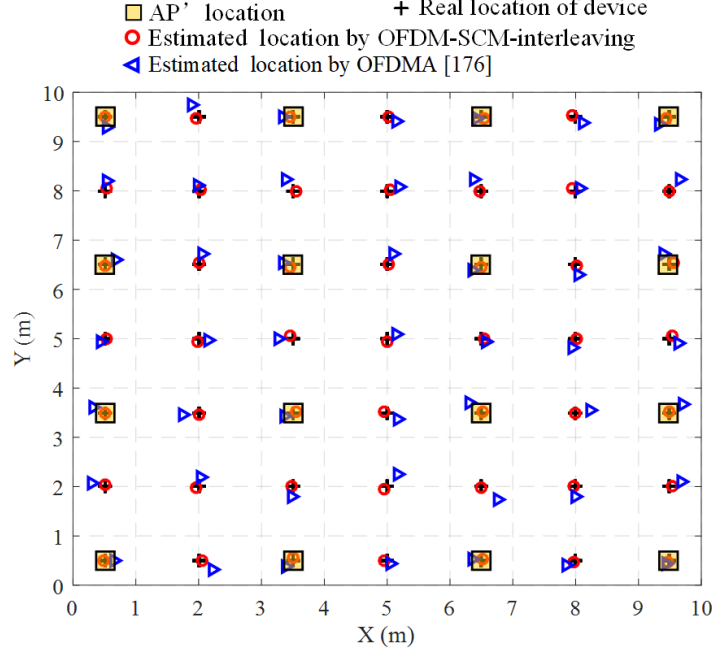 AP’ location + Real location of device
Estimated location by OFDM-SCM-interleaving
Estimated location by OFDMA [176]
10
9
8
7
6
5
4
3
2
1
0
Y (m)
0 1 2 3 4 5 6 7 8 9 10
X (m)